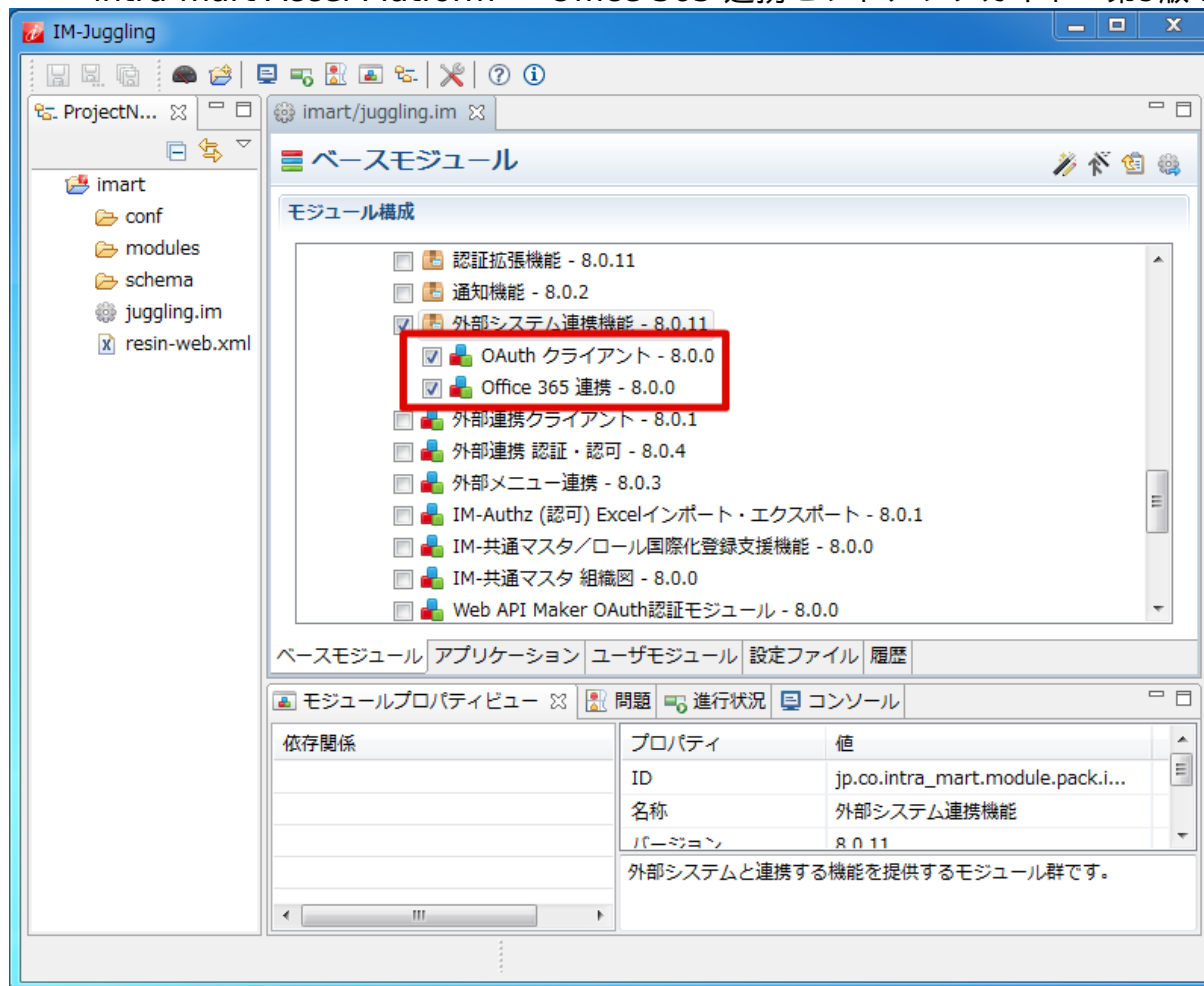 IM-Juggling
ProjectN...
imart
conf
modules
schema
juggling.im
resin-web.xml
imart/juggling.im
ベースモジュール
モジュール構成
認証拡張機能 - 8.0.11
通知機能 - 8.0.2
外部システム連携機能 - 8.0.11
OAuth クライアント - 8.0.0
Office 365 連携 - 8.0.0
外部連携クライアント - 8.0.1
外部連携 認証・認可 - 8.0.4
外部メニュー連携 - 8.0.3
IM-Authz (認可) Excelインポート・エクスポート - 8.0.1
IM-共通マスタ/ロール国際化登録支援機能 - 8.0.0
IM-共通マスタ 組織図 - 8.0.0
Web API Maker OAuth認証モジュール - 8.0.0
ベースモジュール アプリケーション ユーザモジュール 設定ファイル 履歴
モジュールプロパティビュー 問題 進行状況 コンソール
依存関係
プロパティ 値
ID jp.co.intra_mart.module.pack.i...
名称 外部システム連携機能
バージョン 8.0.11
外部システムと連携する機能を提供するモジュール群です。